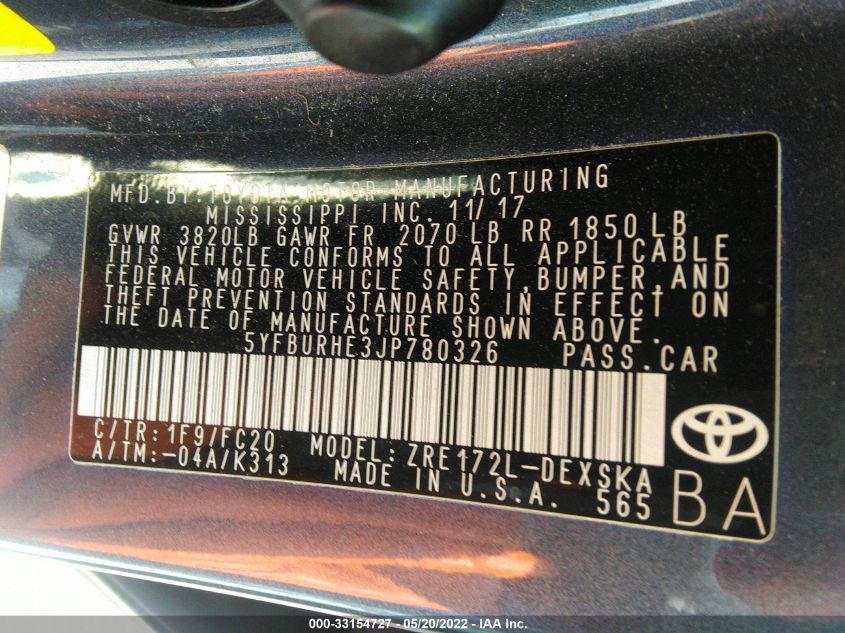 MFD.BY:TOYOTA MOTOR MANUFACTURING
MISSISSIPPI INC. 11/17
GVWR 3820LB GAWR FR 2070 LB RR 1850 LB
THIS VEHICLE CONFORMS TO ALL APPLICABLE
FEDERAL MOTOR VEHICLE SAFETY,BUMPER,AND
THEFT PREVENTION STANDARDS IN EFFECT ON
THE DATE OF MANUFACTURE SHOWN ABOVE.
5YFBURHE3JP780326 PASS.CAR
C/TR:1F9/FC20 MODEL:ZRE172L-DEXSKA
A/TM:-04A/K313 MADE IN U.S.A. 565
BA
000-33154727 - 05/20/2022 - IAA Inc.